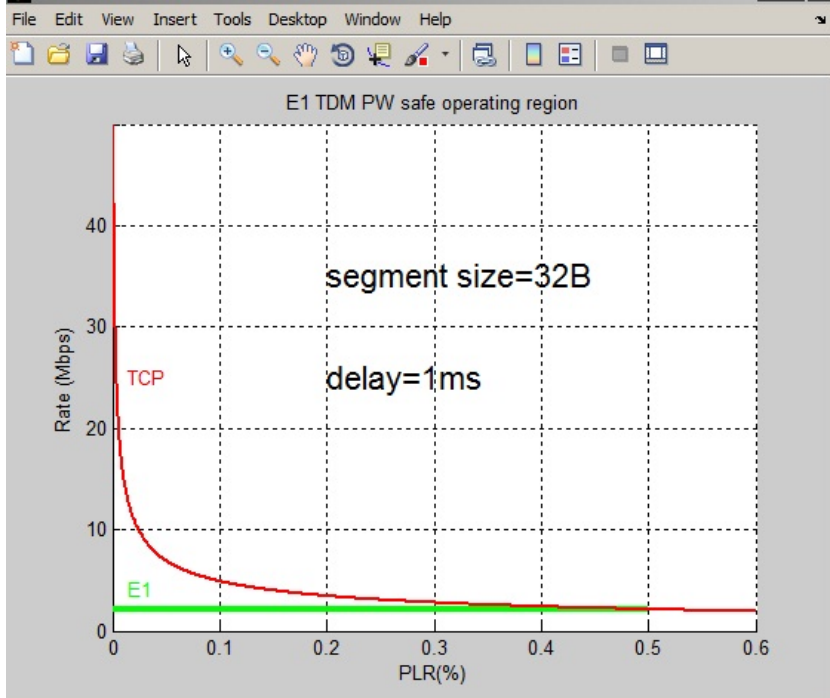 File Edit View Insert Tools Desktop Window Help
E1 TDM PW safe operating region
40
30
20
10
0
Rate (Mbps)
segment size=32B
delay=1ms
TCP
E1
0 0.1 0.2 0.3 0.4 0.5 0.6
PLR(%)